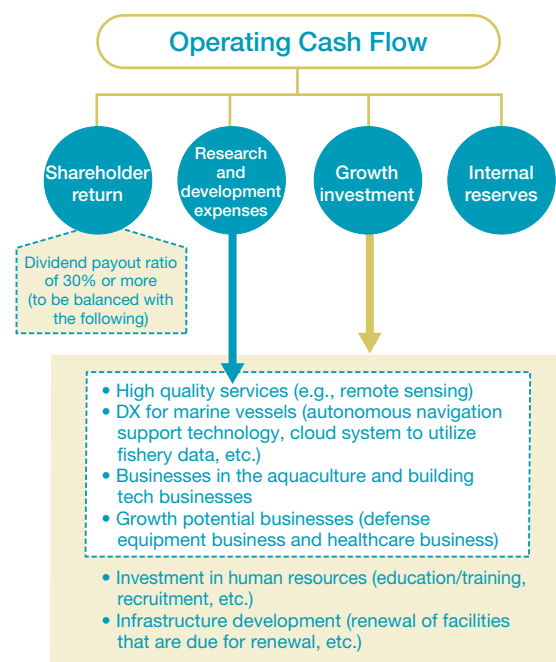 Operating Cash Flow
Shareholder
return
Research
and
development
expenses
Growth
investment
Internal
reserves
Dividend payout ratio
of 30% or more
(to be balanced with
the following)
• High quality services (e.g., remote sensing)
• DX for marine vessels (autonomous navigation
support technology, cloud system to utilize
fishery data, etc.)
• Businesses in the aquaculture and building
tech businesses
• Growth potential businesses (defense
equipment business and healthcare business)
• Investment in human resources (education/training,
recruitment, etc.)
• Infrastructure development (renewal of facilities
that are due for renewal, etc.)